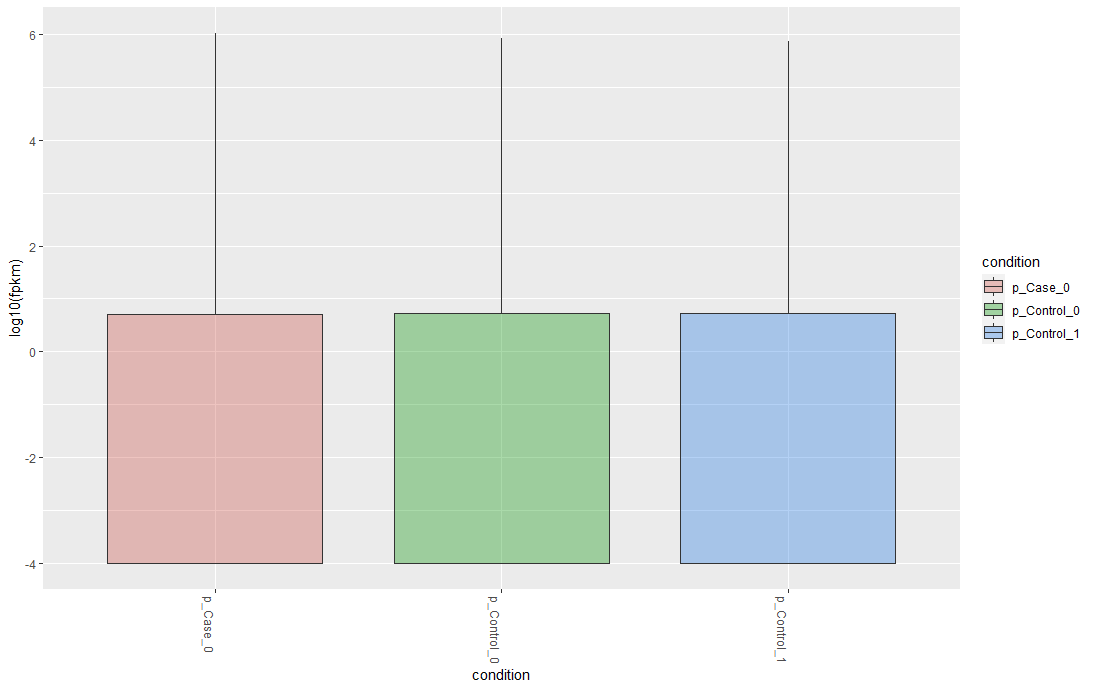 6
4
2
0
-2
-4
log10(fpkm)
p_Case_0
p_Control_0
p_Control_1
condition
condition
p_Case_0
p_Control_0
p_Control_1